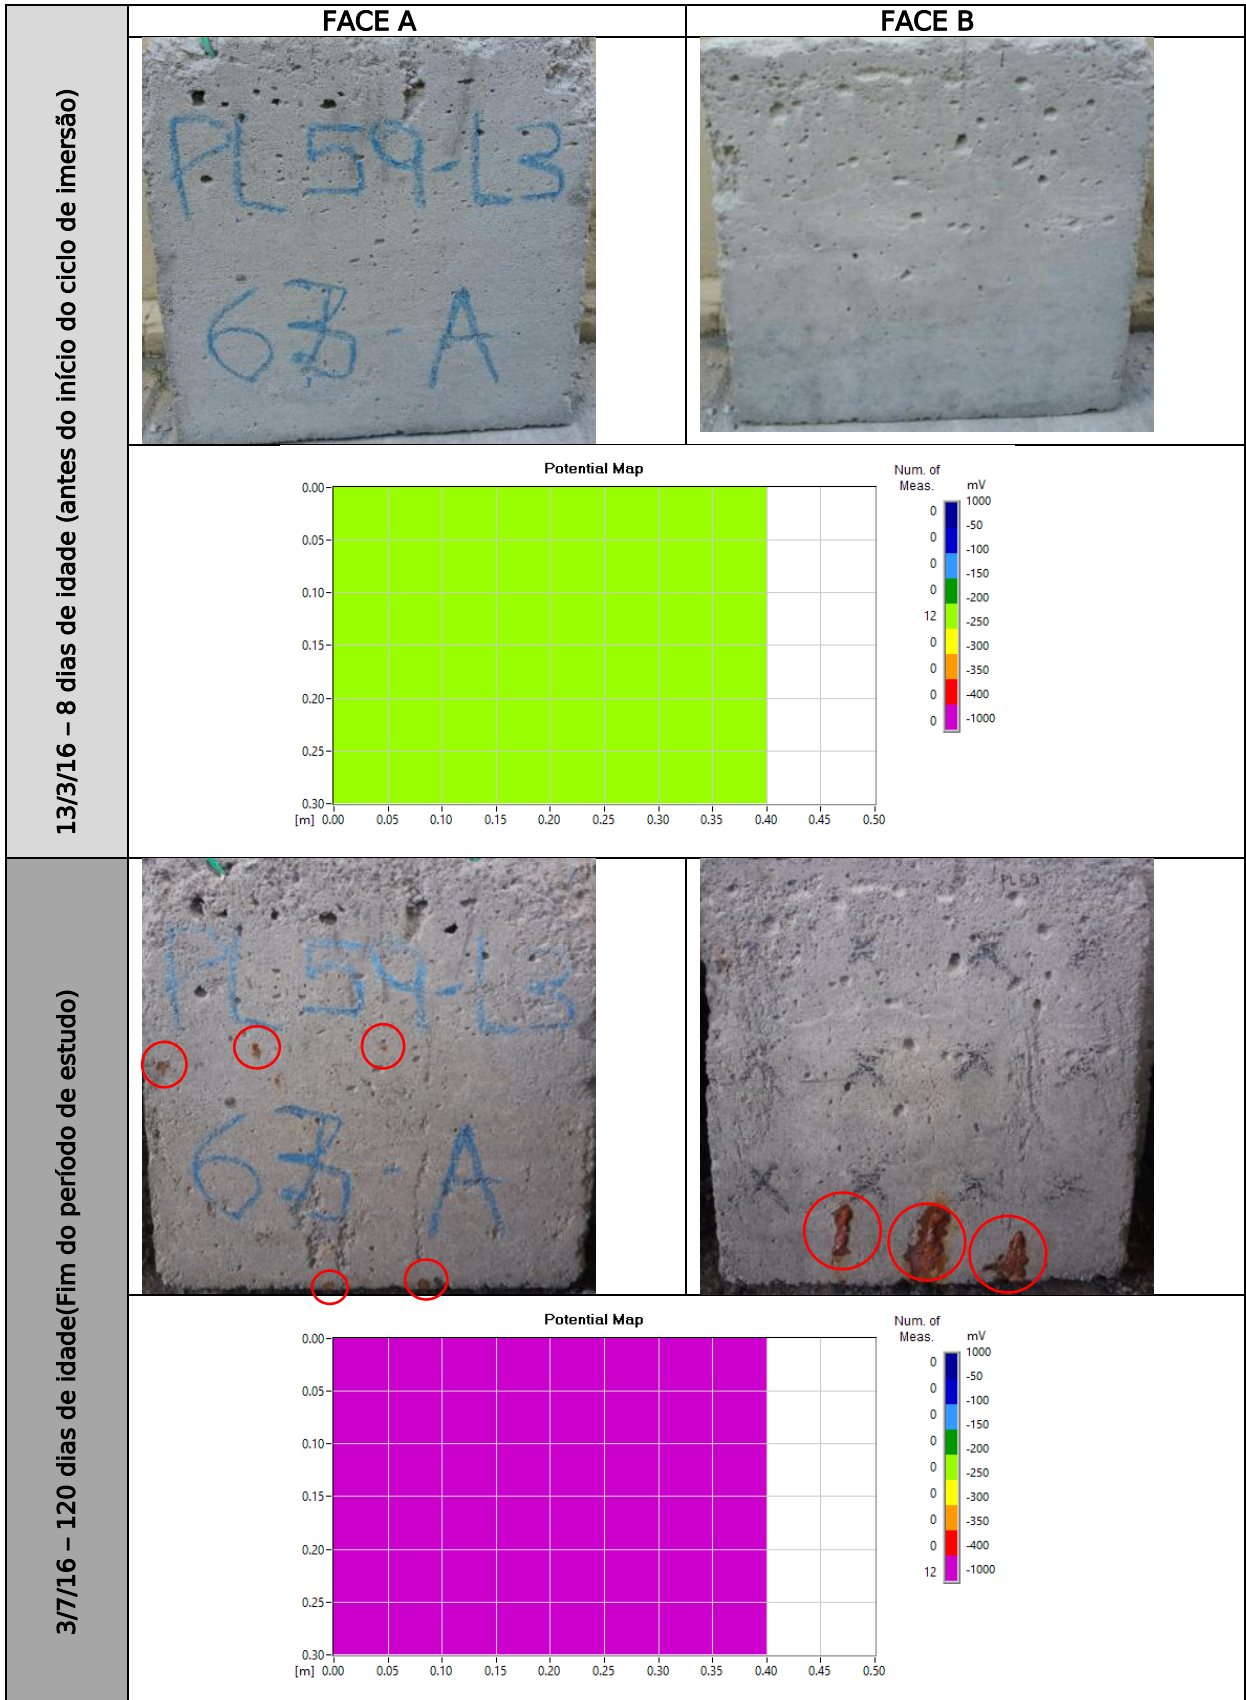 FACE A
FACE B
13/3/16 – 8 dias de idade (antes do início do ciclo de imersão)
PL 59-L3
63-A
Potential Map
Num. of
Meas.
mV
0.00
0.05
0.10
0.15
0.20
0.25
0.30
[m] 0.00 0.05 0.10 0.15 0.20 0.25 0.30 0.35 0.40 0.45 0.50
1000
0
-50
0
-100
0
-150
0
-200
12
-250
0
-300
0
-350
0
-400
0
-1000
3/7/16 – 120 dias de idade(Fim do período de estudo)
PL 59-L3
63-A
PL59
Potential Map
Num. of
Meas.
mV
0.00
0.05
0.10
0.15
0.20
0.25
0.30
[m] 0.00 0.05 0.10 0.15 0.20 0.25 0.30 0.35 0.40 0.45 0.50
1000
0
-50
0
-100
0
-150
0
-200
0
-250
0
-300
0
-350
0
-400
12
-1000